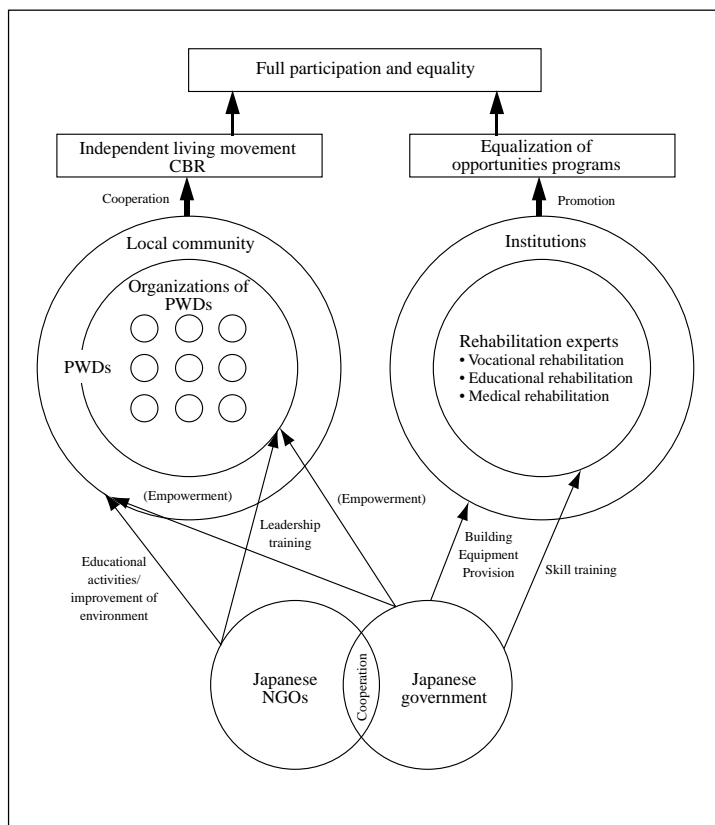 Full participation and equality
Independent living movement
CBR
Equalization of
opportunities programs
Cooperation
Promotion
Local community
Institutions
Organizations of
PWDs
PWDs
Rehabilitation experts
• Vocational rehabilitation
• Educational rehabilitation
• Medical rehabilitation
(Empowerment)
(Empowerment)
Leadership
training
Building
Equipment
Provision
Skill training
Educational
activities/
improvement of
environment
Japanese
NGOs
Cooperation
Japanese
government